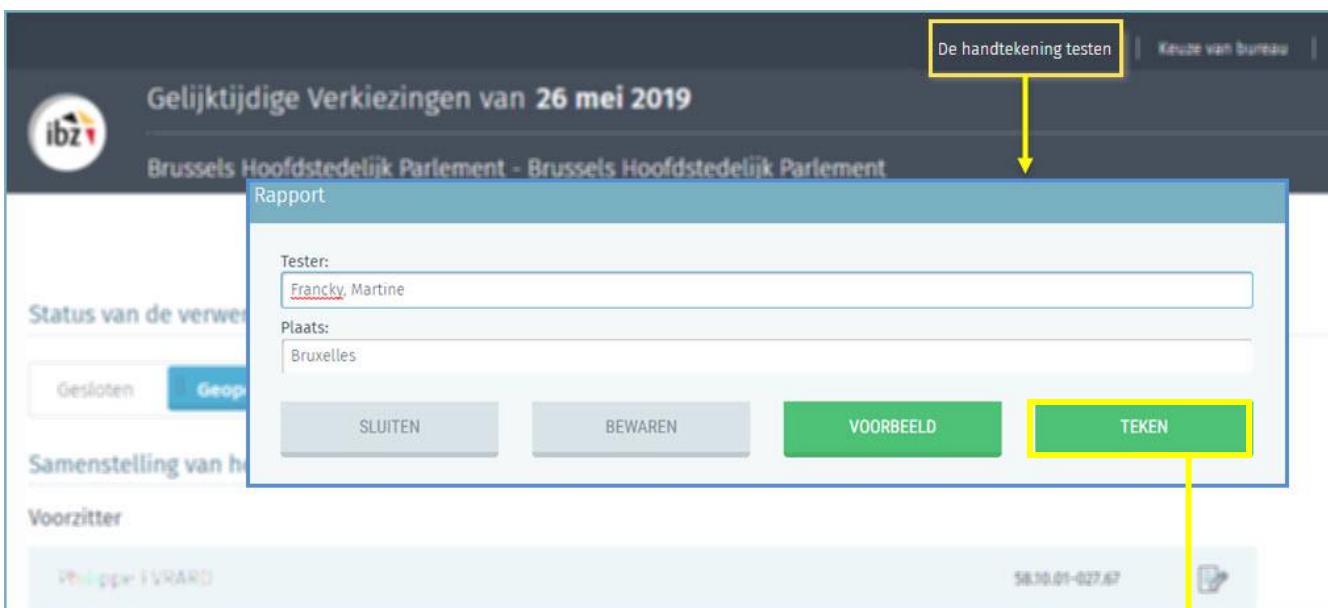 De handtekening testen
Keuze van bureau
ibz
Gelijktijdige Verkiezingen van 26 mei 2019
Brussels Hoofdstedelijk Parlement - Brussels Hoofdstedelijk Parlement
Rapport
Tester:
Francky, Martine
Status van de verwer
Plaats:
Bruxelles
Gesloten
Geop
SLUITEN
BEWAREN
VOORBEELD
TEKEN
Samenstelling van he
Voorzitter
58.10.01-027.67